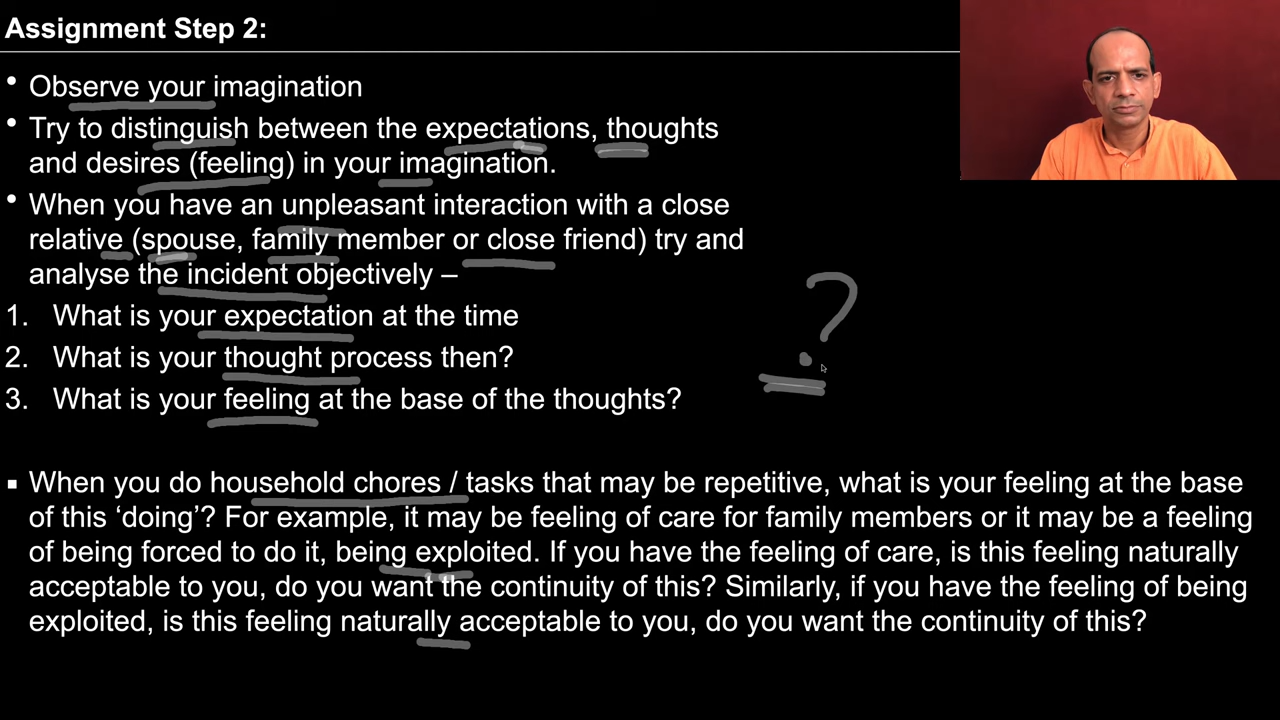 Assignment Step 2:
• Observe your imagination
• Try to distinguish between the expectations, thoughts
and desires (feeling) in your imagination.
• When you have an unpleasant interaction with a close
relative (spouse, family member or close friend) try and
analyse the incident objectively –
1. What is your expectation at the time
2. What is your thought process then?
3. What is your feeling at the base of the thoughts?
?
▪ When you do household chores / tasks that may be repetitive, what is your feeling at the base
of this ‘doing’? For example, it may be feeling of care for family members or it may be a feeling
of being forced to do it, being exploited. If you have the feeling of care, is this feeling naturally
acceptable to you, do you want the continuity of this? Similarly, if you have the feeling of being
exploited, is this feeling naturally acceptable to you, do you want the continuity of this?